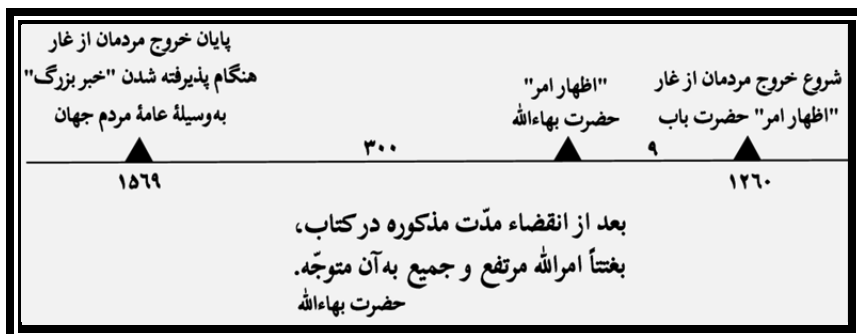 شروع خروج مردمان از غار
"اظهار امر" حضرت باب
"اظهار امر"
حضرت بهاءالله
پایان خروج مردمان از غار
هنگام پذیرفته شدن "خبر بزرگ"
به‌وسیلهٔ عامهٔ مردم جهان
۹
۳۰۰
۱۲۶۰
۱۵۶۹
بعد از انقضاء مدّت مذکوره در کتاب،
بغتتاً امرالله مرتفع و جمیع به آن متوجّه.
حضرت بهاءالله